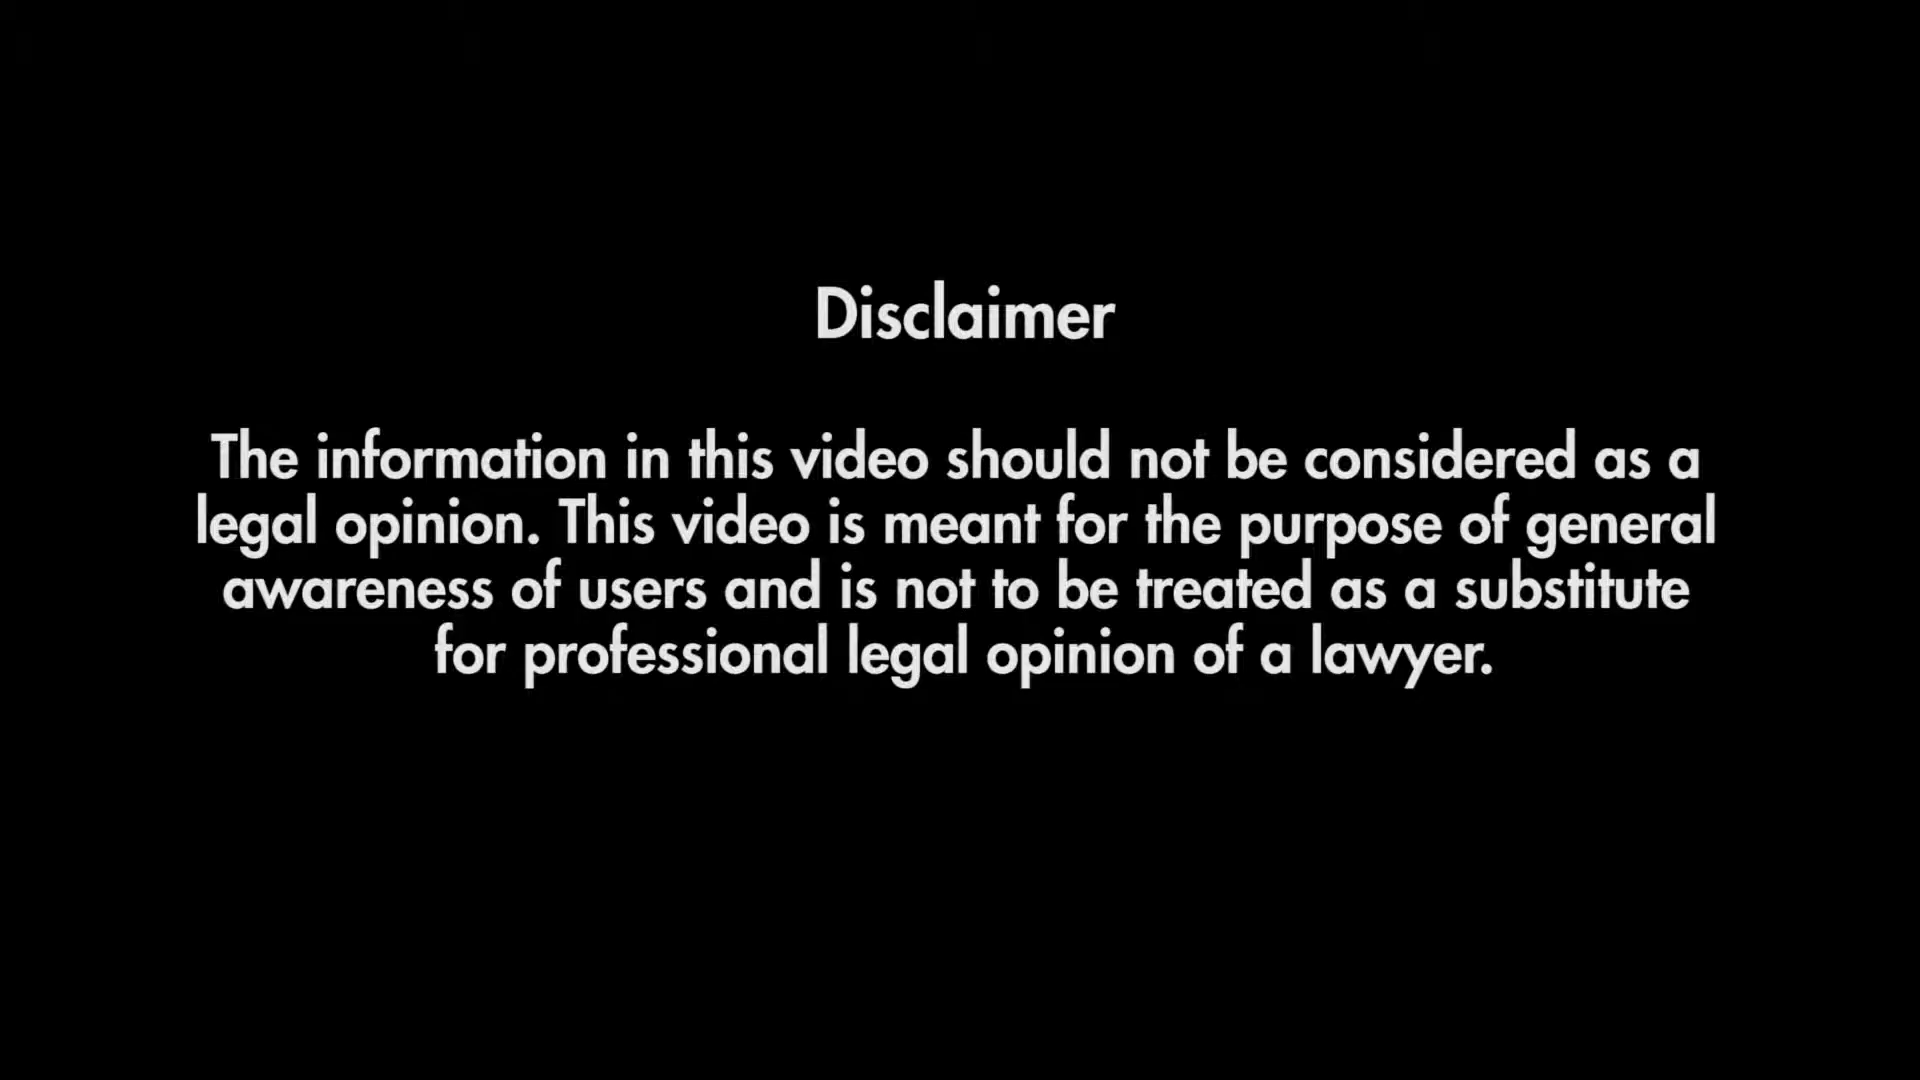 Disclaimer
The information in this video should not be considered as a
legal opinion. This video is meant for the purpose of general
awareness of users and is not to be treated as a substitute
for professional legal opinion of a lawyer.